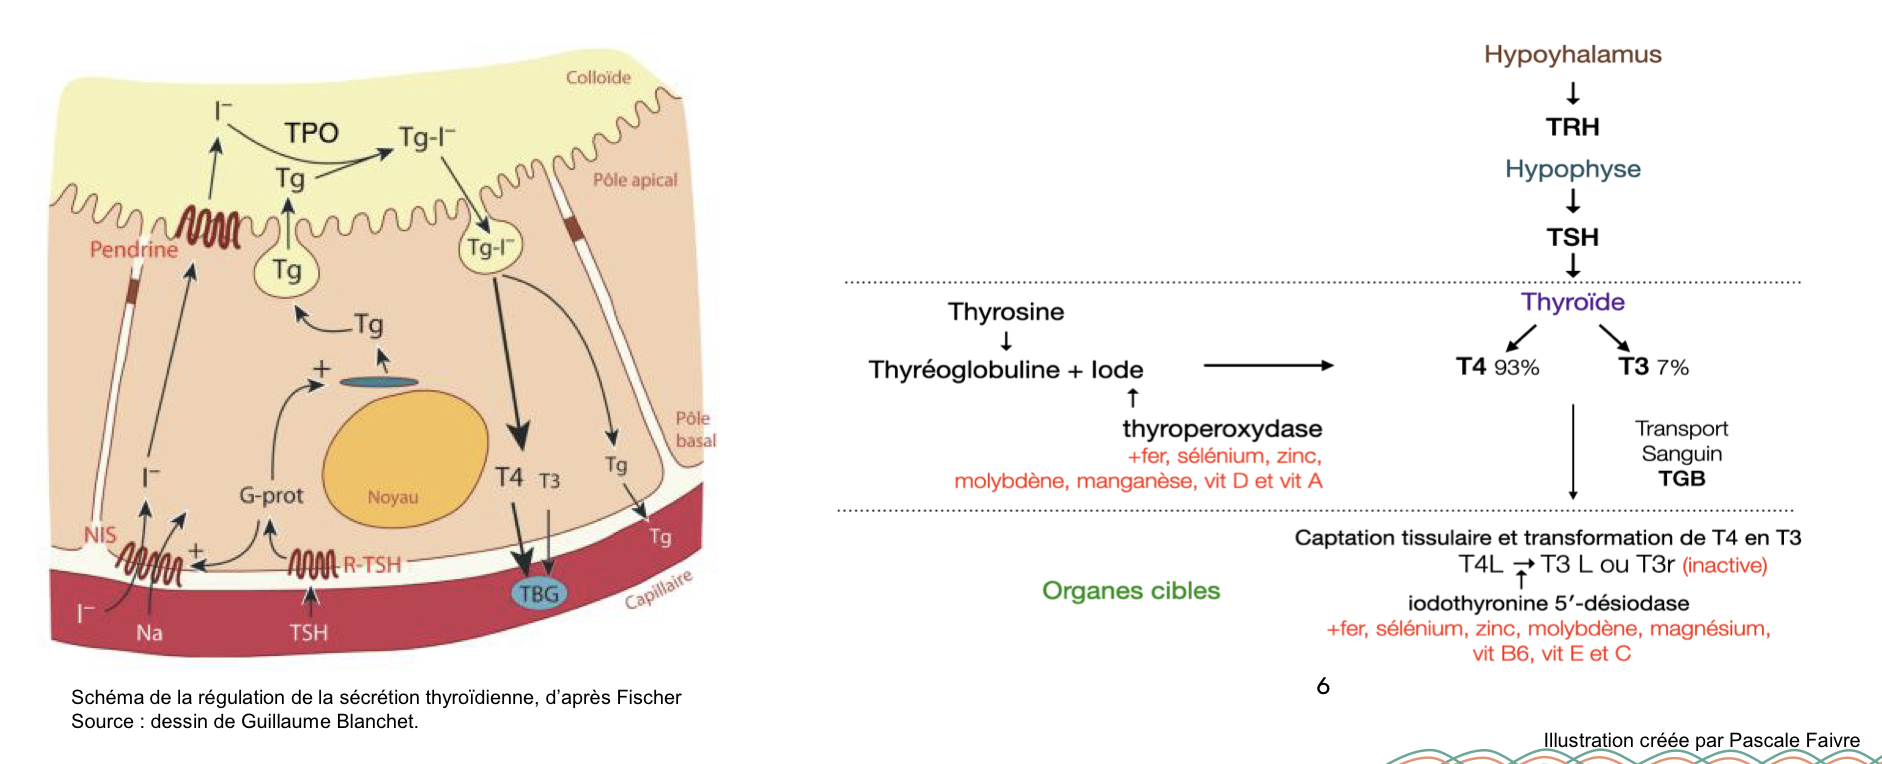 Colloïde
I⁻
TPO
Tg-I⁻
Tg
Pôle apical
Pendrine
Tg-I⁻
Tg
Tg
+
Pôle
basal
I⁻
T4
T3
Tg
G-prot
Noyau
NIS
+
R-TSH
Tg
TBG
Capillaire
I⁻
Na
TSH
Schéma de la régulation de la sécrétion thyroïdienne, d’après Fischer
Source : dessin de Guillaume Blanchet.
Hypoyhalamus
TRH
Hypophyse
TSH
Thyroïde
Thyrosine
Thyréoglobuline + Iode
T4 93%
T3 7%
thyroperoxydase
+fer, sélénium, zinc,
molybdène, manganèse, vit D et vit A
Transport
Sanguin
TGB
Captation tissulaire et transformation de T4 en T3
T4L → T3 L ou T3r (inactive)
Organes cibles
iodothyronine 5′-désiodase
+fer, sélénium, zinc, molybdène, magnésium,
vit B6, vit E et C
6
Illustration créée par Pascale Faivre